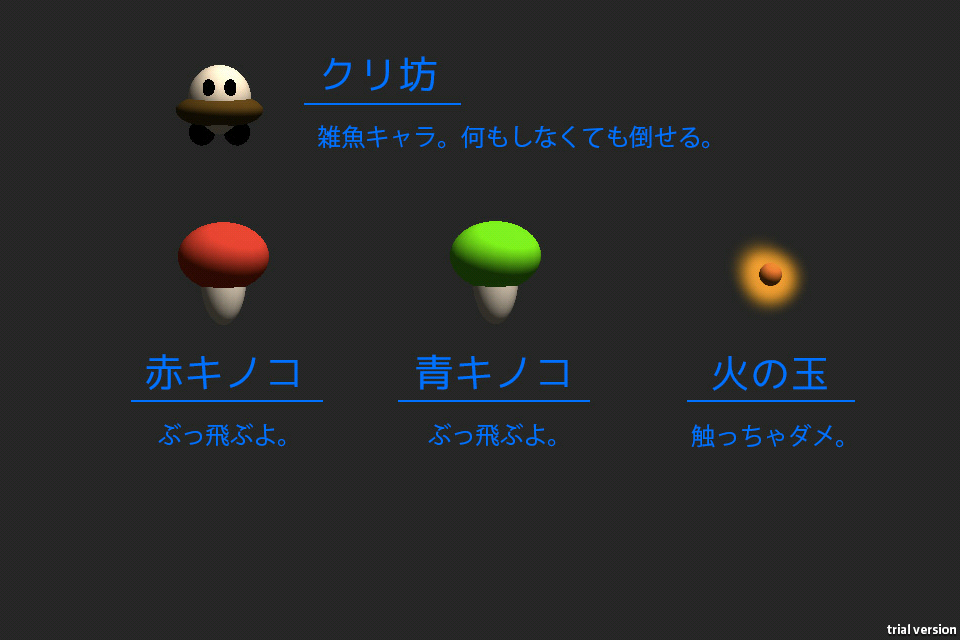 クリ坊
雑魚キャラ。何もしなくても倒せる。
赤キノコ
青キノコ
火の玉
ぶっ飛ぶよ。
ぶっ飛ぶよ。
触っちゃダメ。
trial version